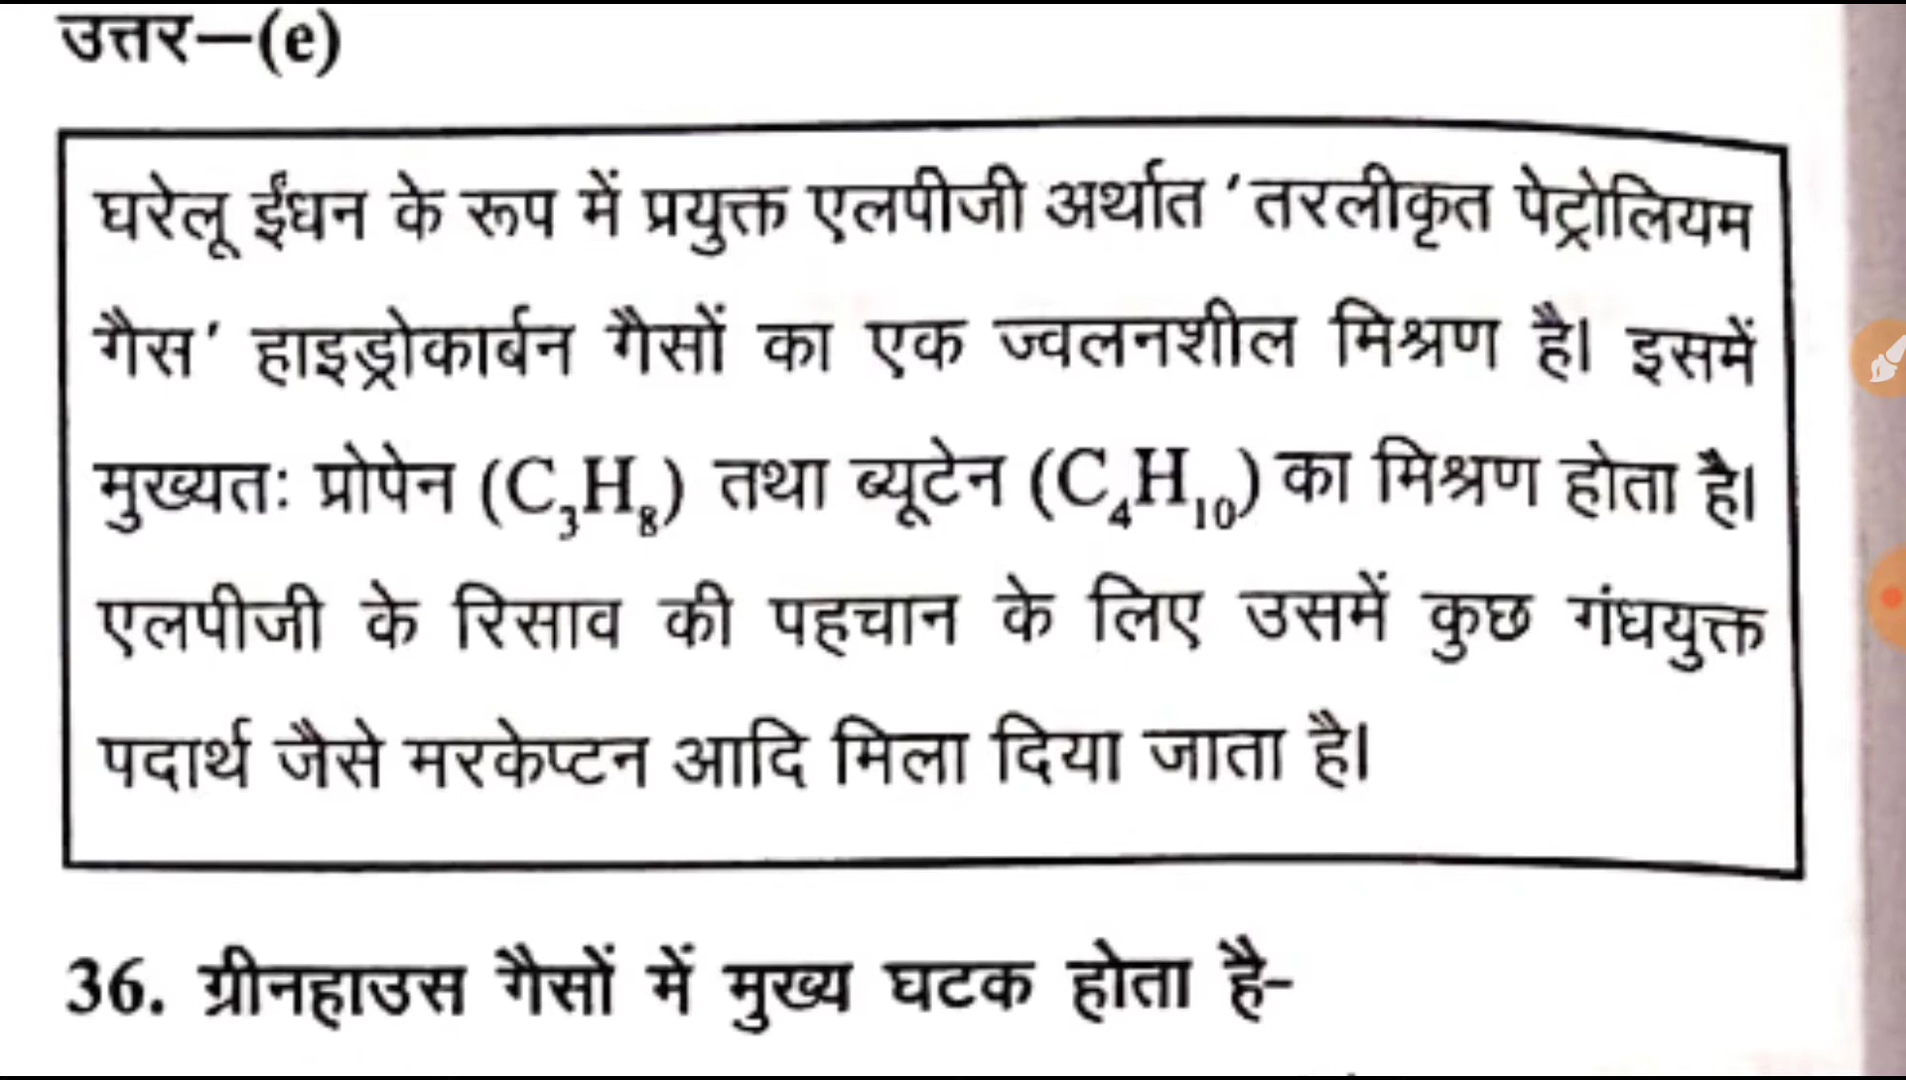 उत्तर—(e)
घरेलू ईंधन के रूप में प्रयुक्त एलपीजी अर्थात ‘तरलीकृत पेट्रोलियम
गैस’ हाइड्रोकार्बन गैसों का एक ज्वलनशील मिश्रण है। इसमें
मुख्यतः प्रोपेन (C₃H₈) तथा ब्यूटेन (C₄H₁₀) का मिश्रण होता है।
एलपीजी के रिसाव की पहचान के लिए उसमें कुछ गंधयुक्त
पदार्थ जैसे मरकेप्टन आदि मिला दिया जाता है।
36. ग्रीनहाउस गैसों में मुख्य घटक होता है-